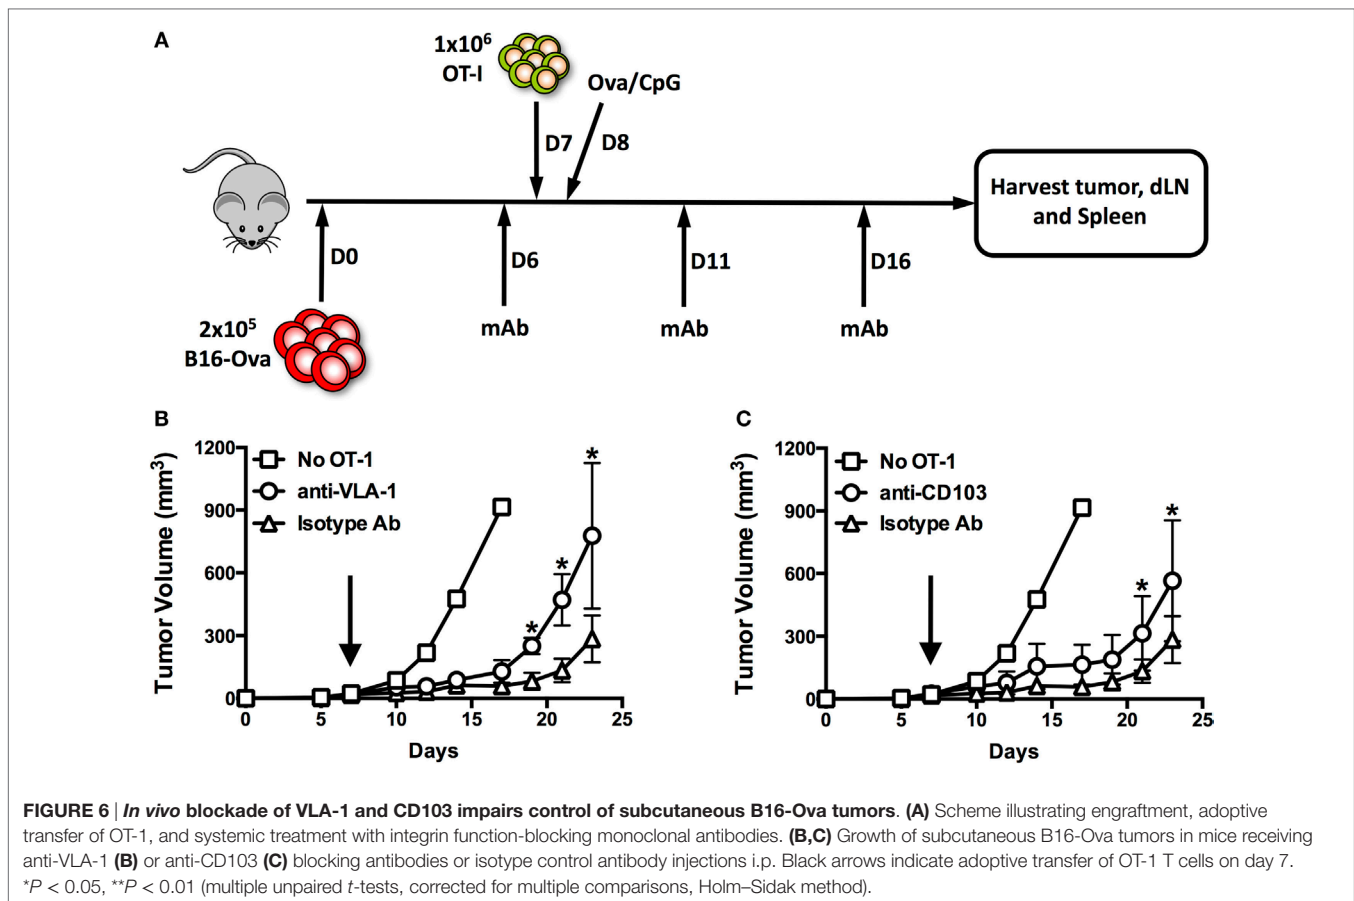 A
1x10⁶
OT-I
Ova/CpG
D7
D8
Harvest tumor, dLN
and Spleen
D0
D6
D11
D16
2x10⁵
B16-Ova
mAb
mAb
mAb
B
Tumor Volume (mm³)
1200
900
600
300
0
No OT-1
anti-VLA-1
Isotype Ab
*
*
*
0
5
10
15
20
25
Days
C
Tumor Volume (mm³)
1200
900
600
300
0
No OT-1
anti-CD103
Isotype Ab
*
*
0
5
10
15
20
25
Days
FIGURE 6 | In vivo blockade of VLA-1 and CD103 impairs control of subcutaneous B16-Ova tumors. (A) Scheme illustrating engraftment, adoptive
transfer of OT-1, and systemic treatment with integrin function-blocking monoclonal antibodies. (B,C) Growth of subcutaneous B16-Ova tumors in mice receiving
anti-VLA-1 (B) or anti-CD103 (C) blocking antibodies or isotype control antibody injections i.p. Black arrows indicate adoptive transfer of OT-1 T cells on day 7.
*P < 0.05, **P < 0.01 (multiple unpaired t-tests, corrected for multiple comparisons, Holm–Sidak method).